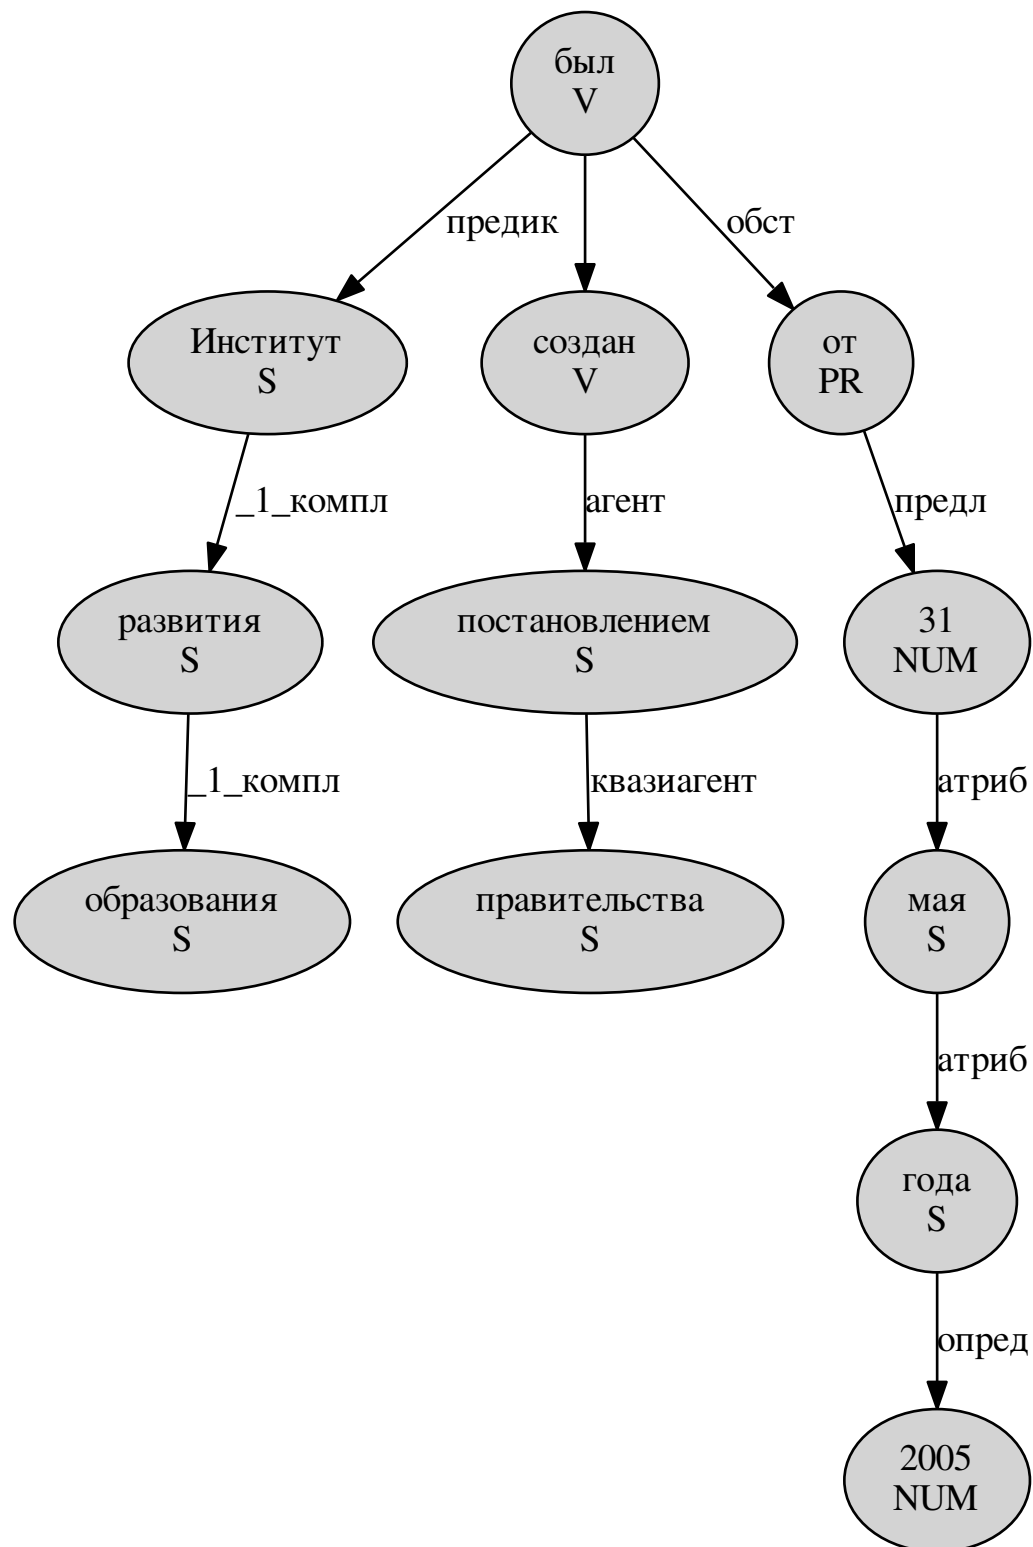 был
V
предик
обст
Институт
S
создан
V
от
PR
_1_компл
агент
предл
развития
S
постановлением
S
31
NUM
_1_компл
квазиагент
атриб
образования
S
правительства
S
мая
S
атриб
года
S
опред
2005
NUM